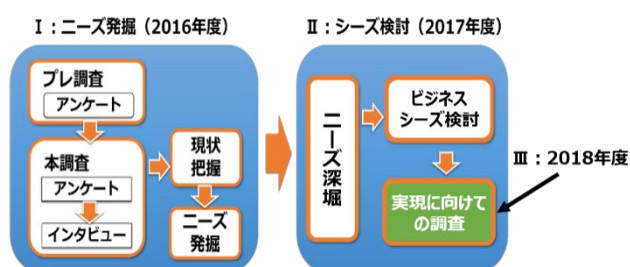 Ⅰ：ニーズ発掘（2016年度）
プレ調査
アンケート
本調査
アンケート
インタビュー
現状
把握
ニーズ
発掘
Ⅱ：シーズ検討（2017年度）
ニーズ深堀
ビジネス
シーズ検討
実現に向けて
の調査
Ⅲ：2018年度